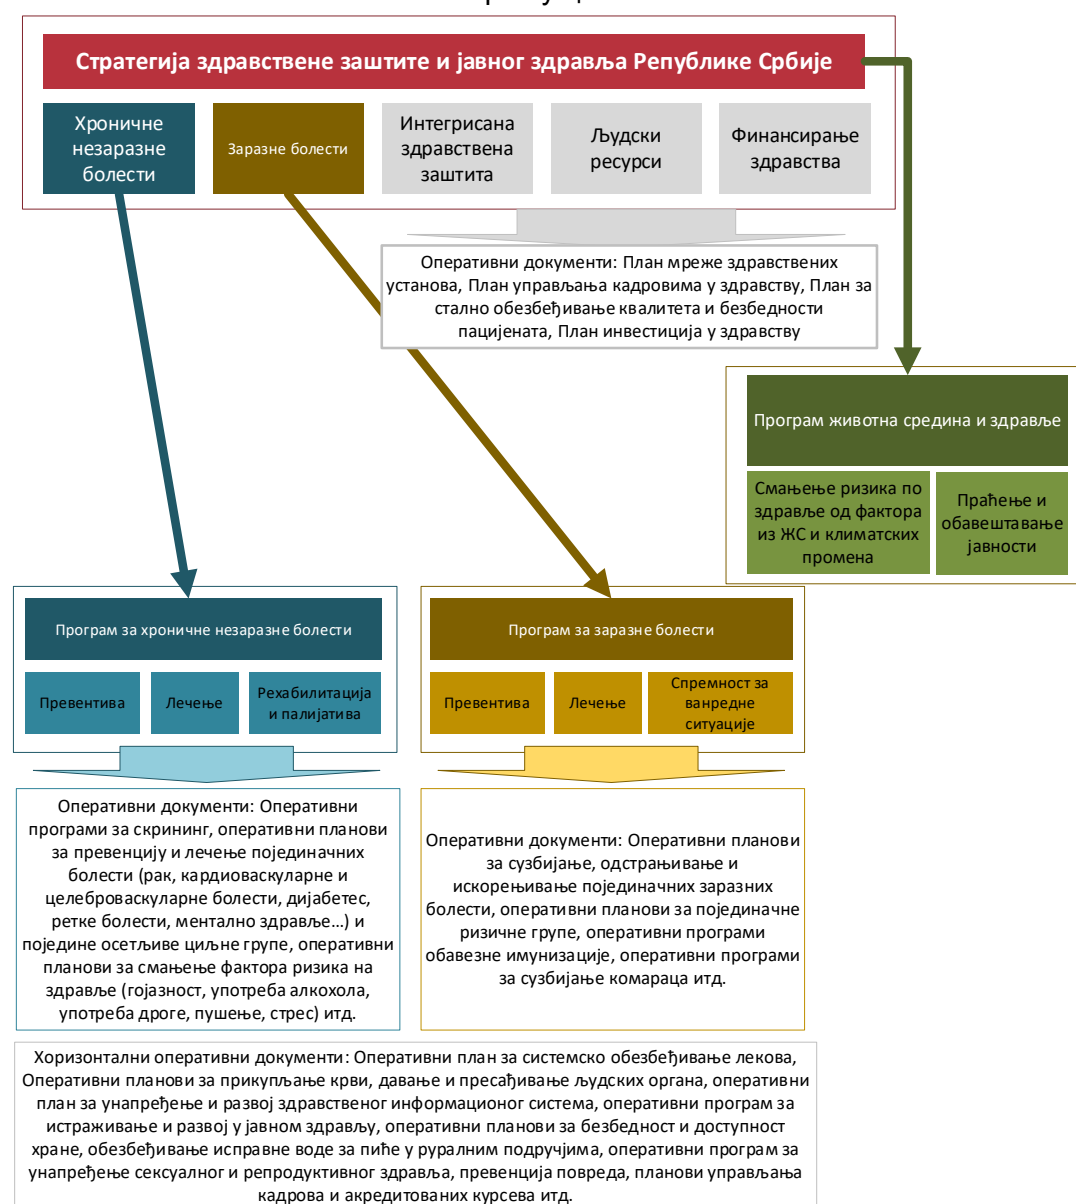 Стратегија здравствене заштите и јавног здравља Републике Србије
Хроничне
незаразне
болести
Заразне болести
Интегрисана
здравствена
заштита
Људски
ресурси
Финансирање
здравства
Оперативни документи: План мреже здравствених
установа, План управљања кадровима у здравству, План за
стално обезбеђивање квалитета и безбедности
пацијената, План инвестиција у здравству
Програм животна средина и здравље
Смањење ризика по
здравље од фактора
из ЖС и климатских
промена
Праћење и
обавештавање
јавности
Програм за хроничне незаразне болести
Превентива
Лечење
Рехабилитација
и палијатива
Програм за заразне болести
Превентива
Лечење
Спремност за
ванредне
ситуације
Оперативни документи: Оперативни
програми за скрининг, оперативни планови
за превенцију и лечење појединачних
болести (рак, кардиоваскуларне и
целеброваскуларне болести, дијабетес,
ретке болести, ментално здравље…) и
поједине осетљиве циљне групе, оперативни
планови за смањење фактора ризика на
здравље (гојазност, употреба алкохола,
употреба дроге, пушење, стрес) итд.
Оперативни документи: Оперативни планови
за сузбијање, одстрањивање и
искорењивање појединачних заразних
болести, оперативни планови за појединачне
ризичне групе, оперативни програми
обавезне имунизације, оперативни програми
за сузбијање комараца итд.
Хоризонтални оперативни документи: Оперативни план за системско обезбеђивање лекова,
Оперативни планови за прикупљање крви, давање и пресађивање људских органа, оперативни
план за унапређење и развој здравственог информационог система, оперативни програм за
истраживање и развој у јавном здрављу, оперативни планови за безбедност и доступност
хране, обезбеђивање исправне воде за пиће у руралним подручјима, оперативни програм за
унапређење сексуалног и репродуктивног здравља, превенција повреда, планови управљања
кадрова и акредитованих курсева итд.